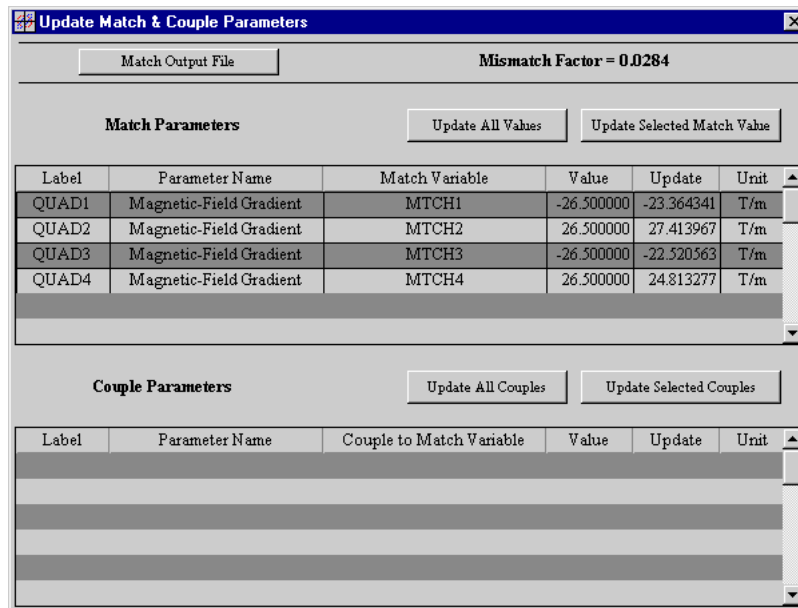 Update Match & Couple Parameters
Match Output File Mismatch Factor = 0.0284
Match Parameters Update All Values Update Selected Match Value
Label Parameter Name Match Variable Value Update Unit
QUAD1 Magnetic-Field Gradient MTCH1 -26.500000 -23.364341 T/m
QUAD2 Magnetic-Field Gradient MTCH2 26.500000 27.413967 T/m
QUAD3 Magnetic-Field Gradient MTCH3 -26.500000 -22.520563 T/m
QUAD4 Magnetic-Field Gradient MTCH4 26.500000 24.813277 T/m
Couple Parameters Update All Couples Update Selected Couples
Label Parameter Name Couple to Match Variable Value Update Unit